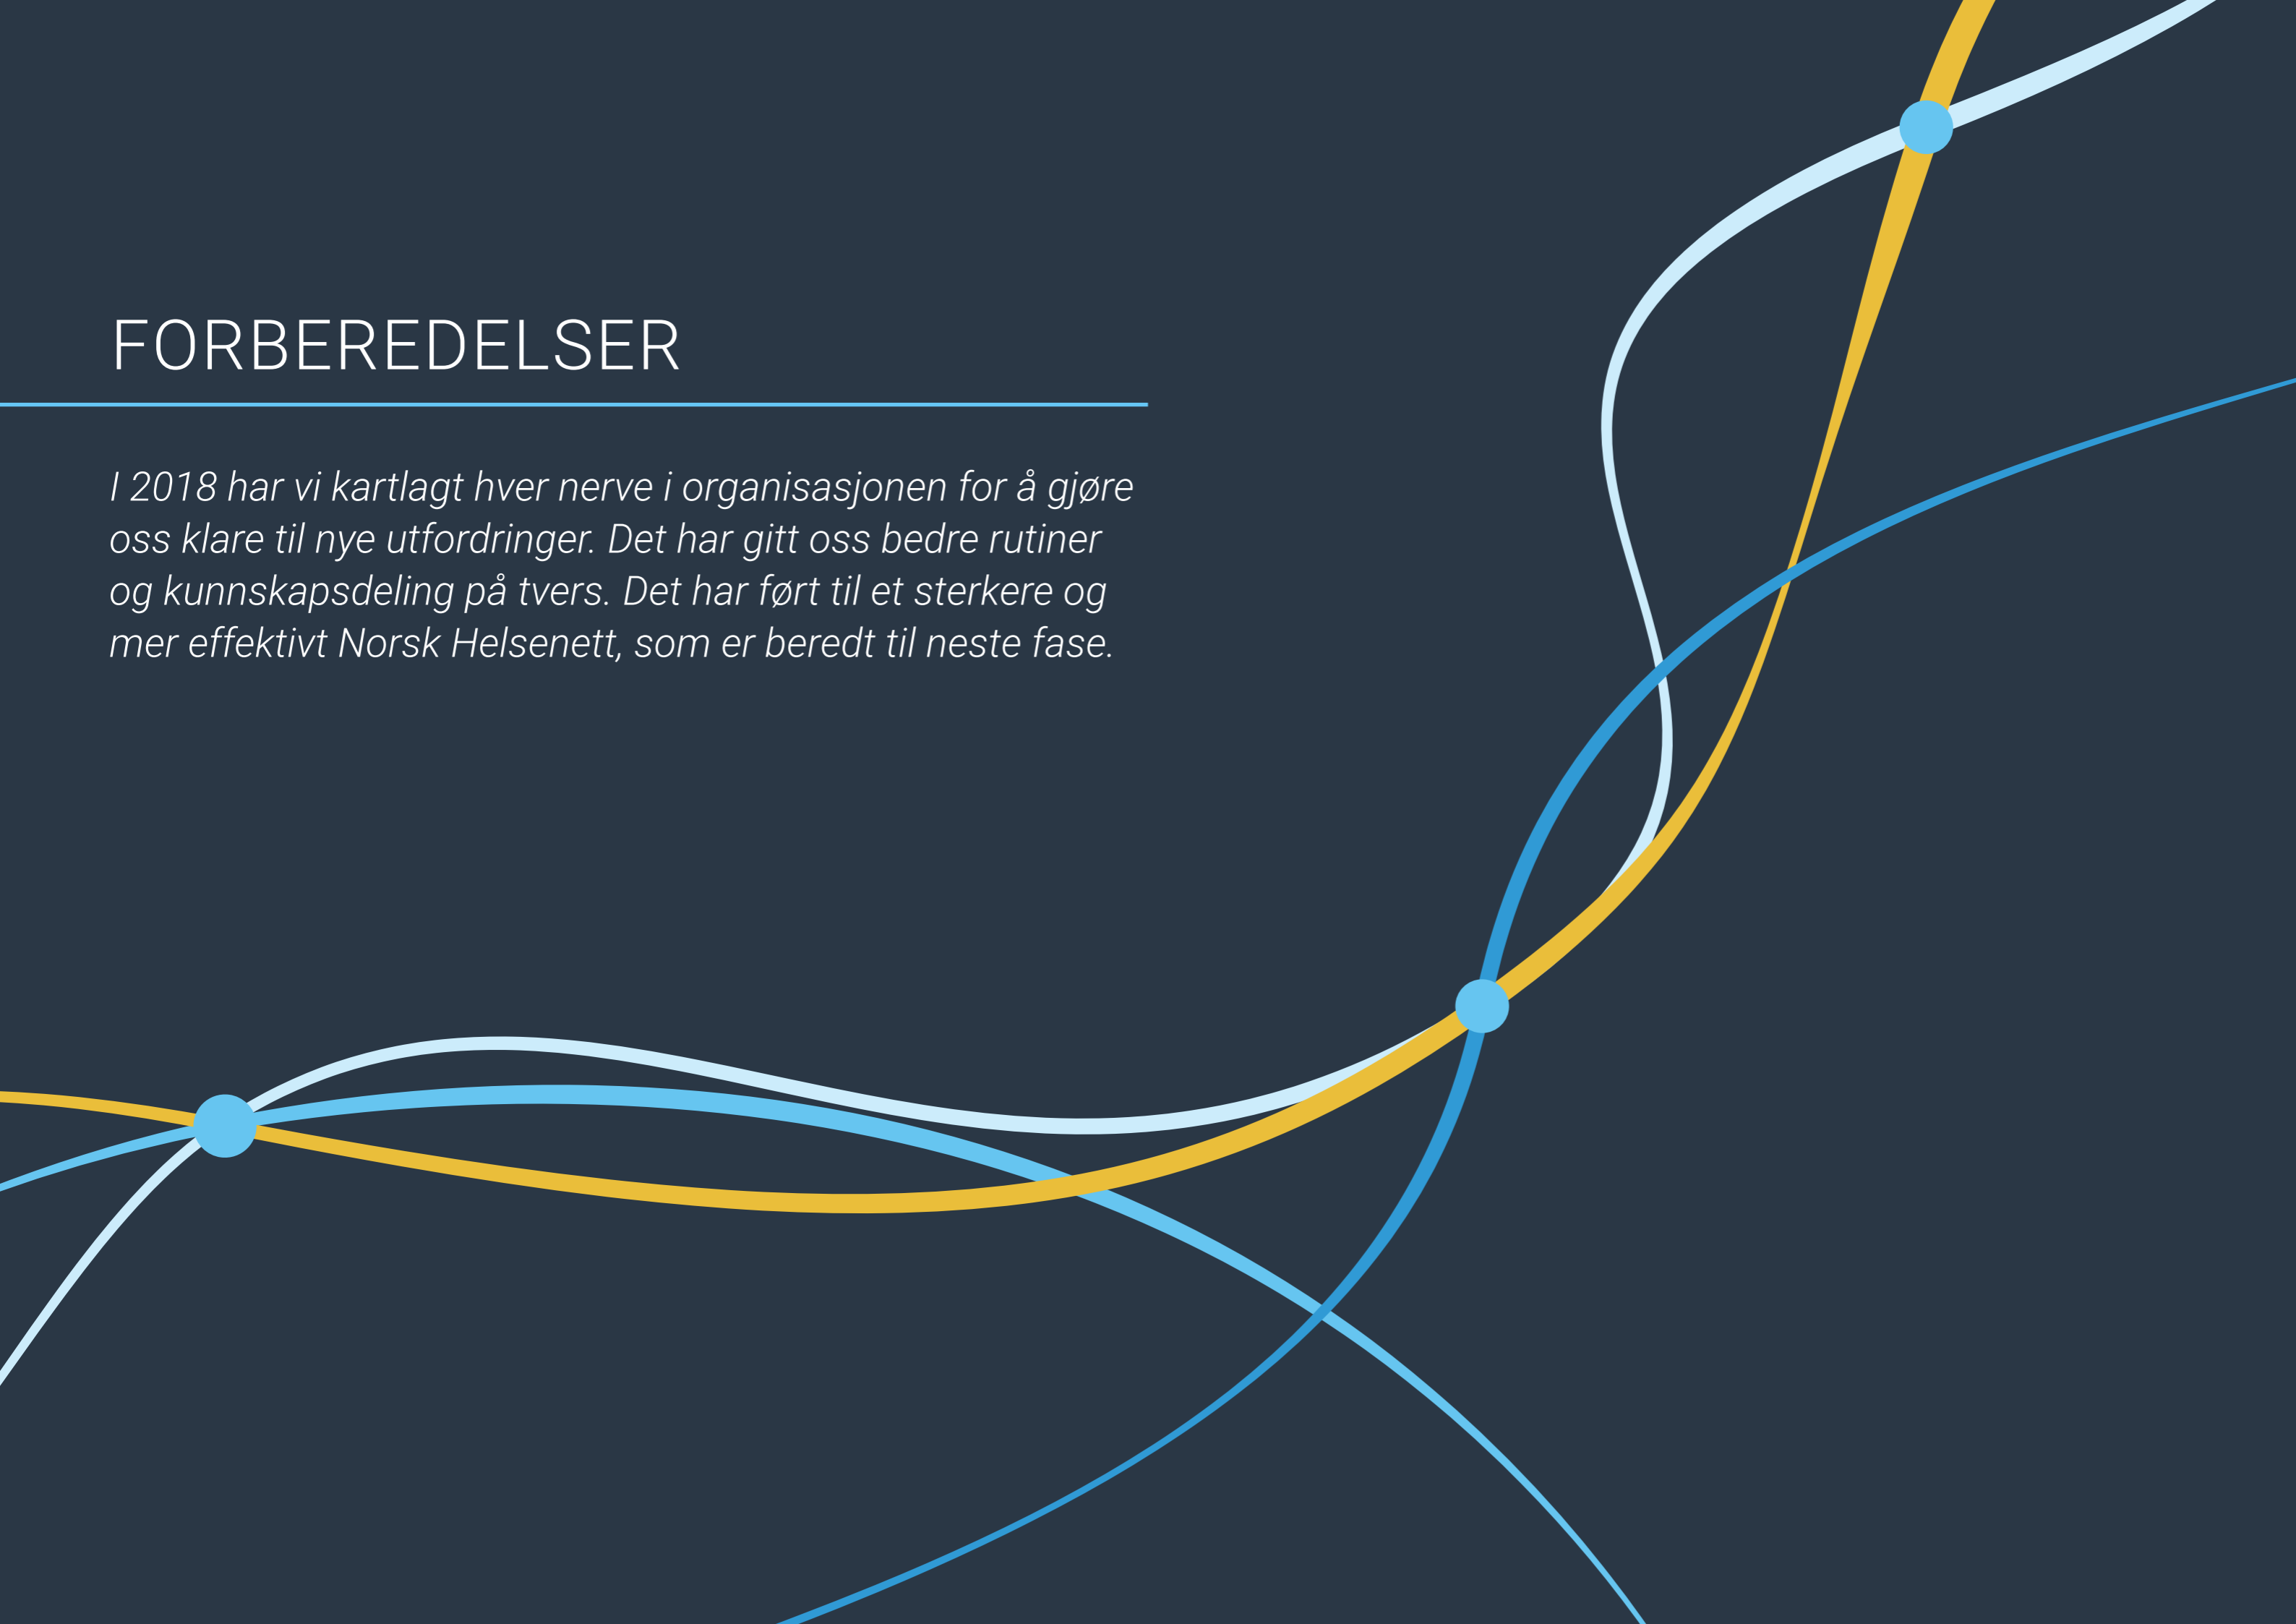 FORBEREDELSER
I 2018 har vi kartlagt hver nerve i organisasjonen for å gjøre
oss klare til nye utfordringer. Det har gitt oss bedre rutiner
og kunnskapsdeling på tvers. Det har ført til et sterkere og
mer effektivt Norsk Helsenett, som er beredt til neste fase.